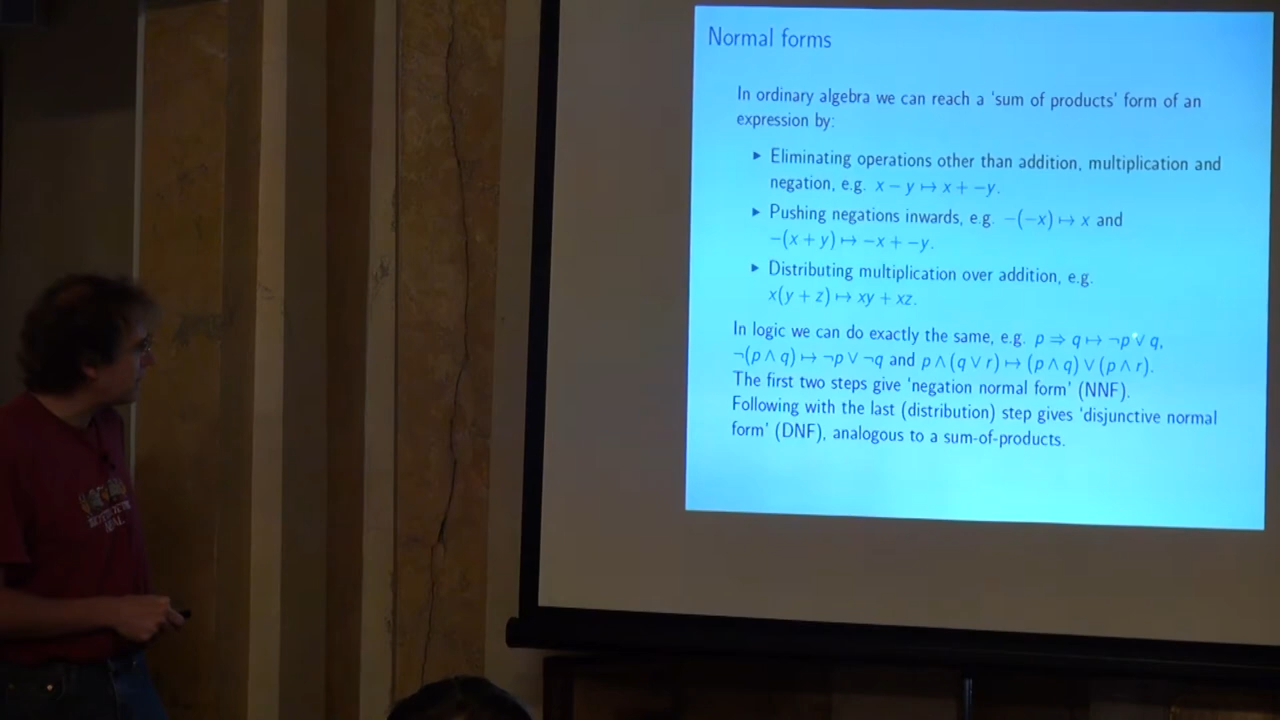 Normal forms
In ordinary algebra we can reach a 'sum of products' form of an
expression by:
▶ Eliminating operations other than addition, multiplication and
negation, e.g. x − y ↦ x + −y.
▶ Pushing negations inwards, e.g. −(−x) ↦ x and
−(x + y) ↦ −x + −y.
▶ Distributing multiplication over addition, e.g.
x(y + z) ↦ xy + xz.
In logic we can do exactly the same, e.g. p ⇒ q ↦ ¬p ∨ q,
¬(p ∧ q) ↦ ¬p ∨ ¬q and p ∧ (q ∨ r) ↦ (p ∧ q) ∨ (p ∧ r).
The first two steps give 'negation normal form' (NNF).
Following with the last (distribution) step gives 'disjunctive normal
form' (DNF), analogous to a sum-of-products.